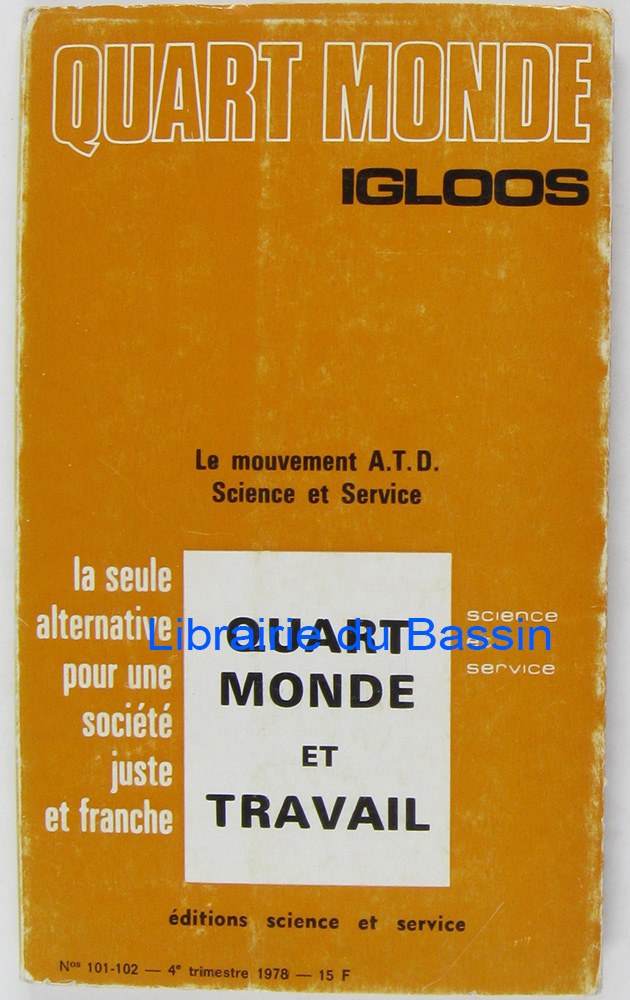 QUART MONDE
IGLOOS
Le mouvement A.T.D.
Science et Service
la seule
alternative
pour une
société
juste
et franche
QUART
MONDE
ET
TRAVAIL
science
service
Librairie du Bassin
éditions science et service
Nos 101-102 — 4e trimestre 1978 — 15 F